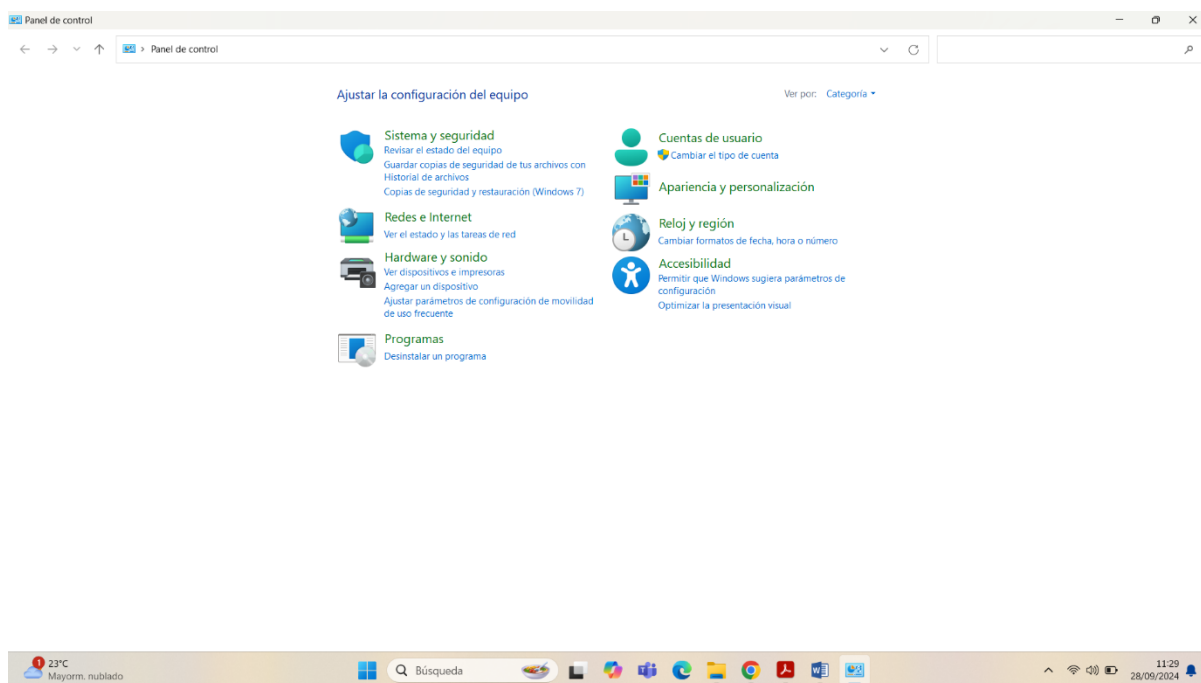 Panel de control
Panel de control
Ajustar la configuración del equipo
Ver por: Categoría
Sistema y seguridad
Revisar el estado del equipo
Guardar copias de seguridad de tus archivos con
Historial de archivos
Copias de seguridad y restauración (Windows 7)
Redes e Internet
Ver el estado y las tareas de red
Hardware y sonido
Ver dispositivos e impresoras
Agregar un dispositivo
Ajustar parámetros de configuración de movilidad
de uso frecuente
Programas
Desinstalar un programa
Cuentas de usuario
Cambiar el tipo de cuenta
Apariencia y personalización
Reloj y región
Cambiar formatos de fecha, hora o número
Accesibilidad
Permitir que Windows sugiera parámetros de
configuración
Optimizar la presentación visual
1
23°C
Mayorm. nublado
Búsqueda
11:29
28/09/2024